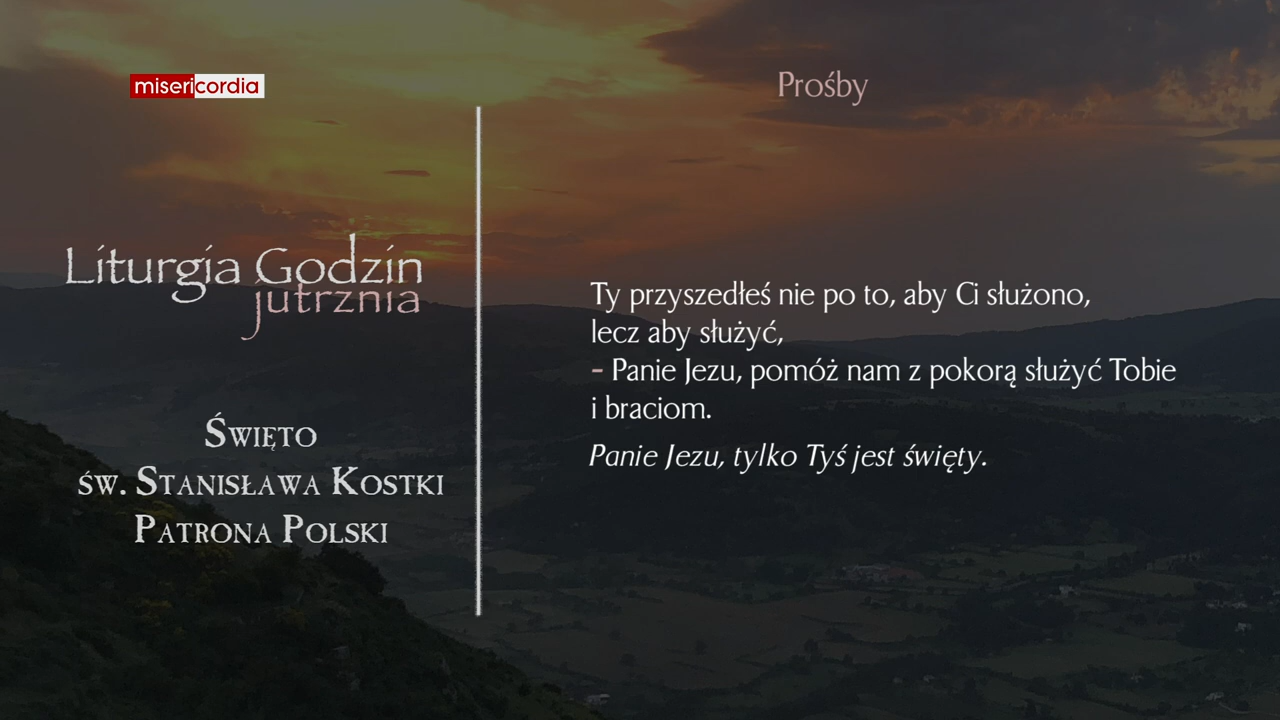 misericordia
Prośby
Liturgia Godzin
jutrznia
Święto
św. Stanisława Kostki
Patrona Polski
Ty przyszedłeś nie po to, aby Ci służono,
lecz aby służyć,
- Panie Jezu, pomóż nam z pokorą służyć Tobie
i braciom.
Panie Jezu, tylko Tyś jest święty.